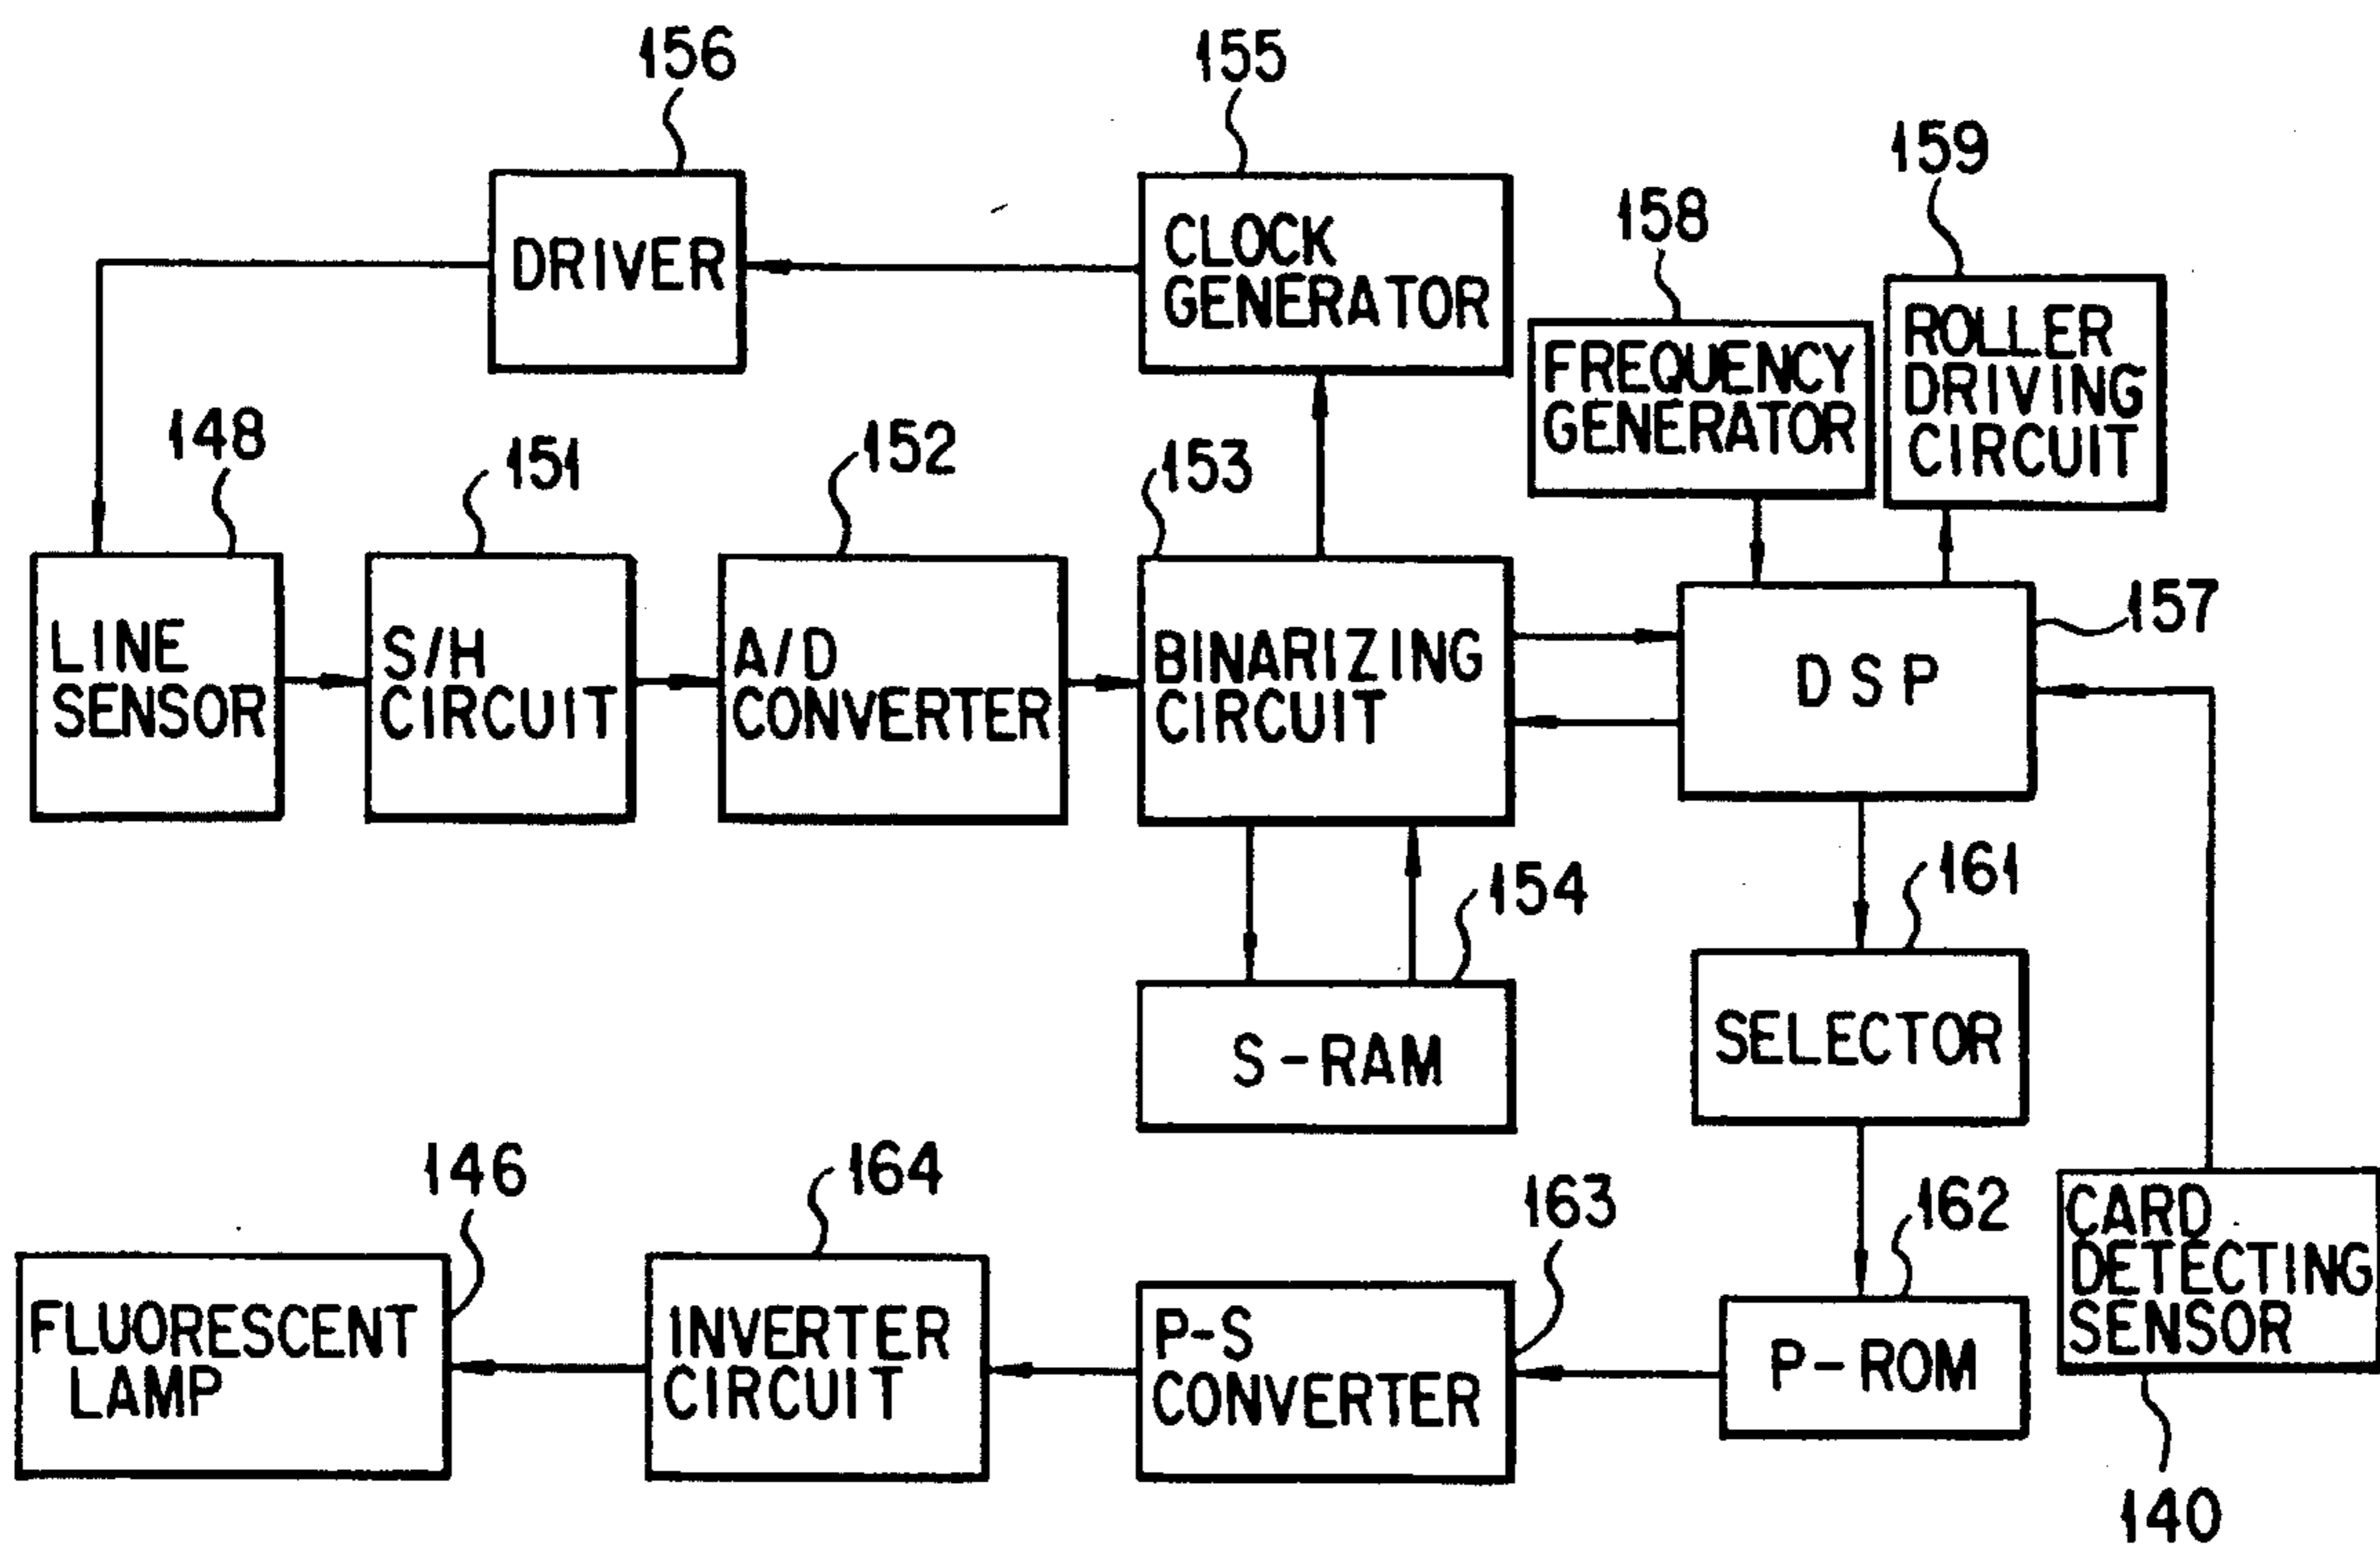 156
155
159
158
DRIVER
CLOCK
GENERATOR
FREQUENCY
GENERATOR
ROLLER
DRIVING
CIRCUIT
148
151
152
153
157
LINE
SENSOR
S/H
CIRCUIT
A/D
CONVERTER
BINARIZING
CIRCUIT
DSP
154
161
S-RAM
SELECTOR
146
164
163
162
FLUORESCENT
LAMP
INVERTER
CIRCUIT
P-S
CONVERTER
P-ROM
CARD
DETECTING
SENSOR
140